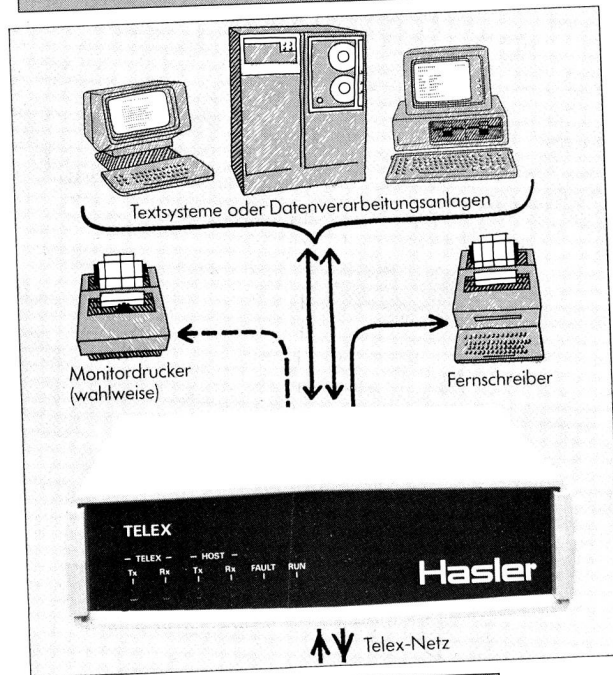 Textsysteme oder Datenverarbeitungsanlagen
Monitordrucker
(wahlweise)
Fernschreiber
TELEX
– TELEX – – HOST –
Tx Rx Tx Rx FAULT RUN
Hasler
Telex-Netz